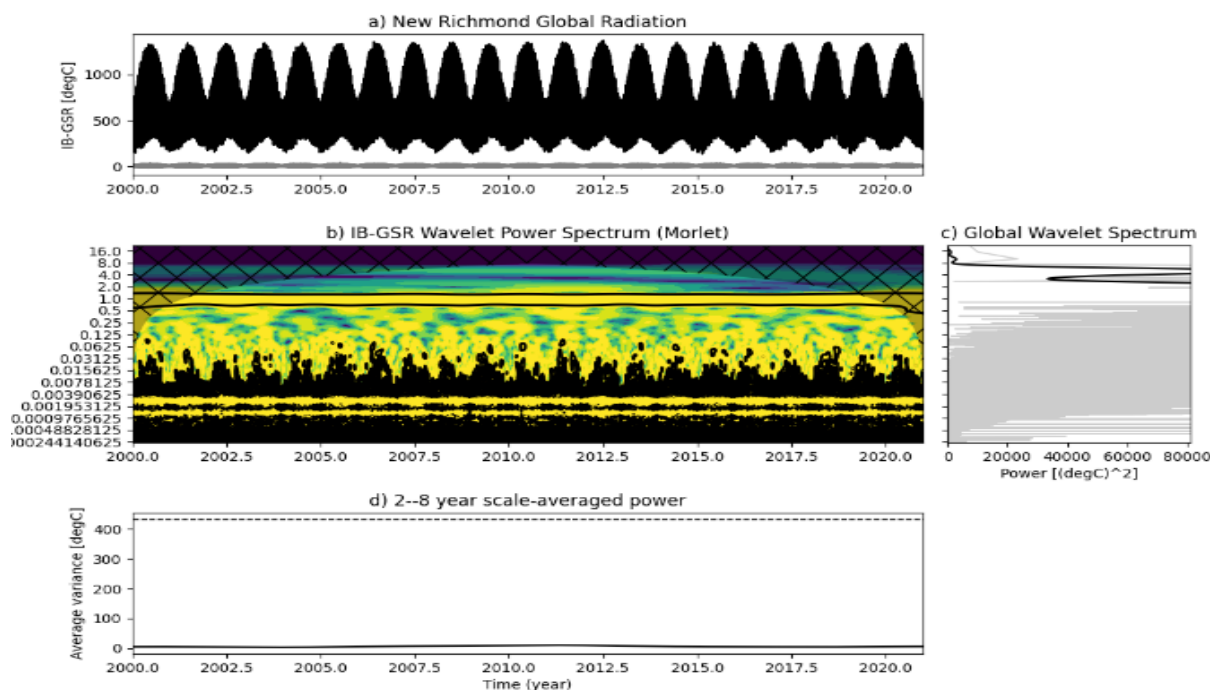 a) New Richmond Global Radiation
IB-GSR [degC]
1000
500
0
2000.0 2002.5 2005.0 2007.5 2010.0 2012.5 2015.0 2017.5 2020.0
b) IB-GSR Wavelet Power Spectrum (Morlet)
16.0
8.0
4.0
2.0
1.0
0.5
0.25
0.125
0.0625
0.03125
0.015625
0.0078125
0.00390625
0.001953125
0.0009765625
.00048828125
000244140625
2000.0 2002.5 2005.0 2007.5 2010.0 2012.5 2015.0 2017.5 2020.0
c) Global Wavelet Spectrum
0 20000 40000 60000 80000
Power [(degC)^2]
d) 2--8 year scale-averaged power
Average variance [degC]
400
300
200
100
0
2000.0 2002.5 2005.0 2007.5 2010.0 2012.5 2015.0 2017.5 2020.0
Time (year)